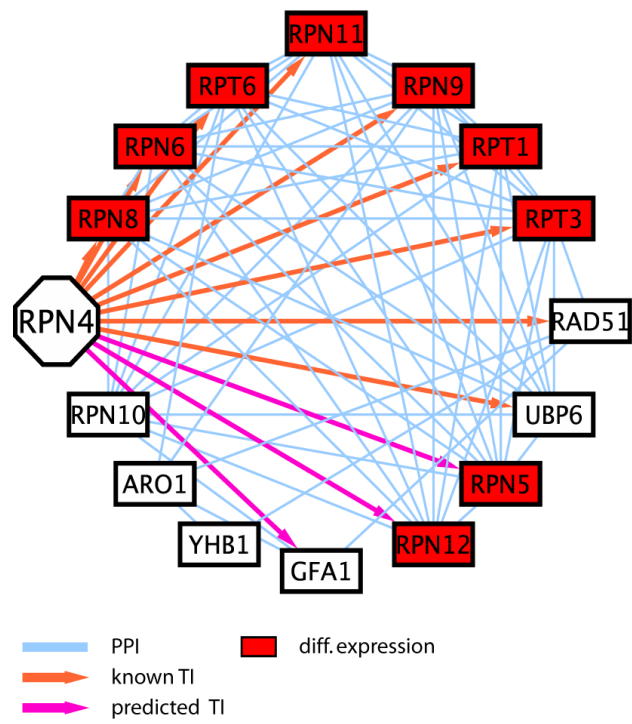 RPN11
RPT6
RPN9
RPN6
RPT1
RPN8
RPT3
RPN4
RAD51
RPN10
UBP6
ARO1
RPN5
YHB1
RPN12
GFA1
PPI
diff. expression
known TI
predicted TI